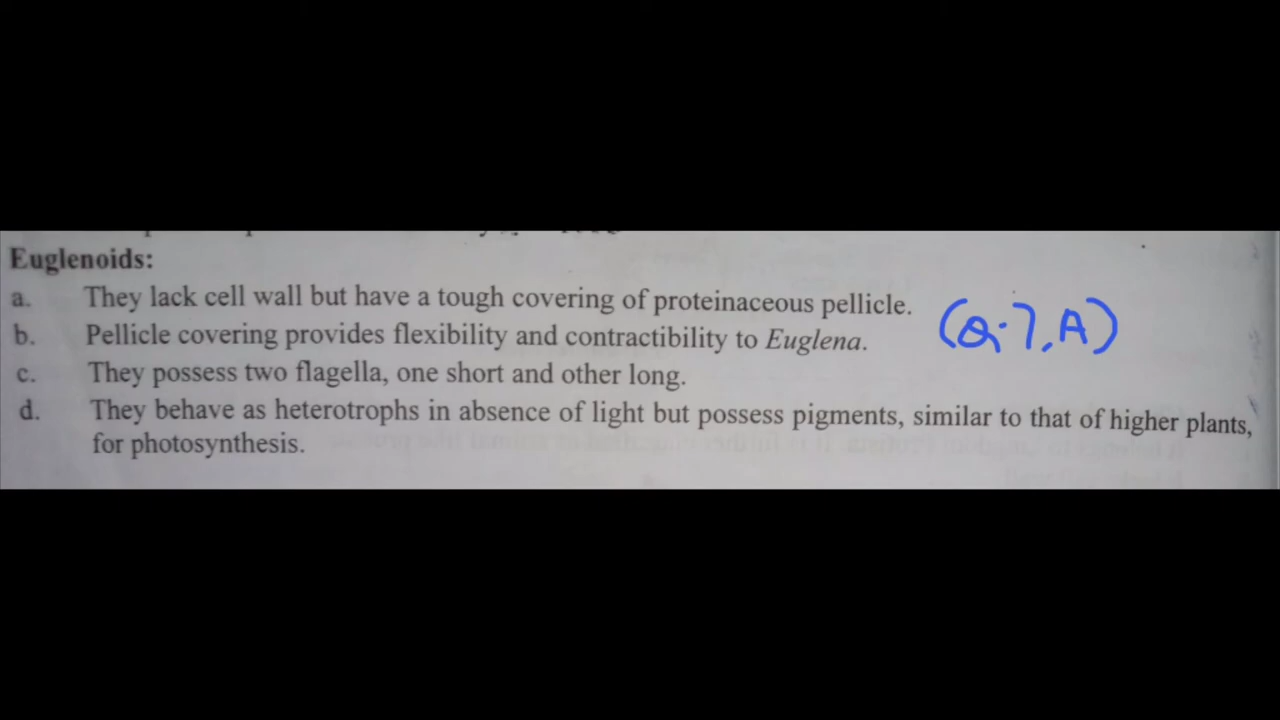 Euglenoids:
a. They lack cell wall but have a tough covering of proteinaceous pellicle.
b. Pellicle covering provides flexibility and contractibility to Euglena. (Q.7, A)
c. They possess two flagella, one short and other long.
d. They behave as heterotrophs in absence of light but possess pigments, similar to that of higher plants,
for photosynthesis.